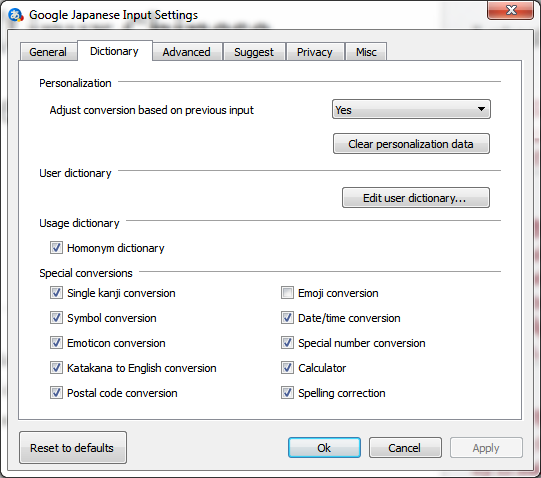 Google Japanese Input Settings
General Dictionary Advanced Suggest Privacy Misc
Personalization
Adjust conversion based on previous input Yes
Clear personalization data
User dictionary
Edit user dictionary...
Usage dictionary
Homonym dictionary
Special conversions
Single kanji conversion Emoji conversion
Symbol conversion Date/time conversion
Emoticon conversion Special number conversion
Katakana to English conversion Calculator
Postal code conversion Spelling correction
Reset to defaults Ok Cancel Apply